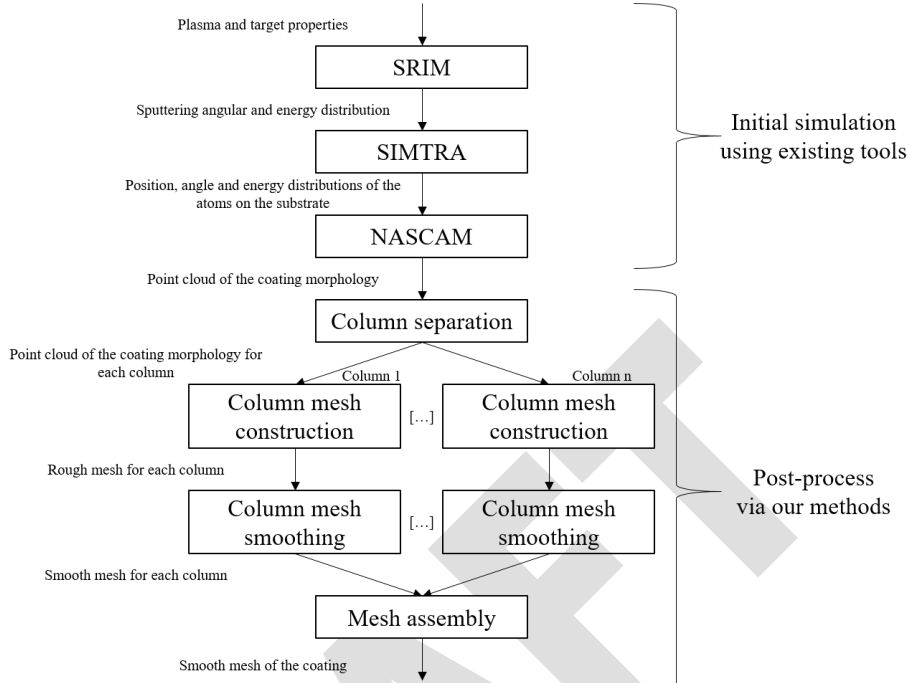 Plasma and target properties
SRIM
Sputtering angular and energy distribution
SIMTRA
Position, angle and energy distributions of the
atoms on the substrate
NASCAM
Point cloud of the coating morphology
Initial simulation
using existing tools
Column separation
Point cloud of the coating morphology for
each column
Column 1
Column n
Column mesh
construction
[…]
Column mesh
construction
Rough mesh for each column
Column mesh
smoothing
[…]
Column mesh
smoothing
Smooth mesh for each column
Mesh assembly
Smooth mesh of the coating
Post-process
via our methods